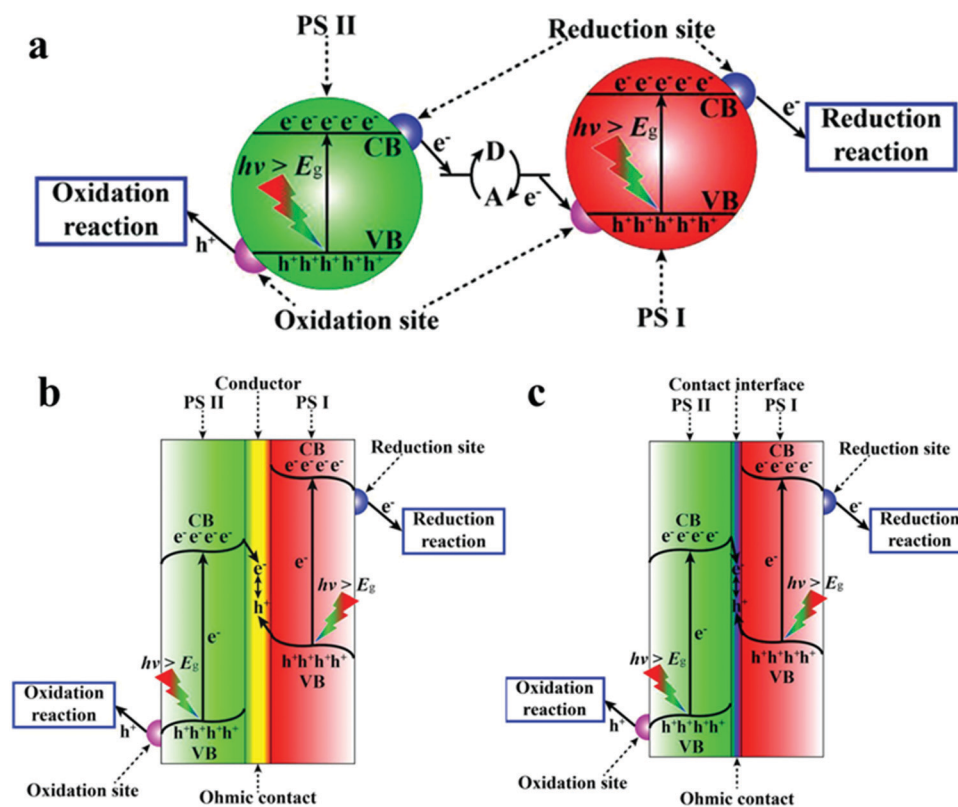 a
PS II
Reduction site
e⁻ e⁻ e⁻ e⁻ e⁻
CB
hν > Eg
VB
h⁺h⁺h⁺h⁺h⁺
Oxidation
reaction
h⁺
e⁻
D
A
e⁻
e⁻ e⁻ e⁻ e⁻ e⁻
CB
hν > Eg
VB
h⁺h⁺h⁺h⁺h⁺
e⁻
Reduction
reaction
Oxidation site
PS I
b
Conductor
PS II
PS I
CB
e⁻e⁻e⁻e⁻
Reduction site
e⁻
Reduction
reaction
CB
e⁻e⁻e⁻e⁻
e⁻
h⁺
e⁻
hν > Eg
h⁺h⁺h⁺h⁺
VB
e⁻
hν > Eg
Oxidation
reaction
h⁺
h⁺h⁺h⁺h⁺
VB
Oxidation site
Ohmic contact
c
Contact interface
PS II
PS I
CB
e⁻e⁻e⁻e⁻
Reduction site
e⁻
Reduction
reaction
CB
e⁻e⁻e⁻e⁻
e⁻
h⁺
e⁻
hν > Eg
h⁺h⁺h⁺h⁺
VB
e⁻
hν > Eg
Oxidation
reaction
h⁺
h⁺h⁺h⁺h⁺
VB
Oxidation site
Ohmic contact